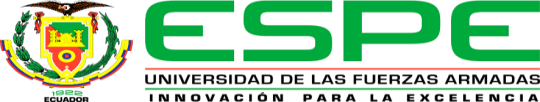 ESPE
UNIVERSIDAD DE LAS FUERZAS ARMADAS
INNOVACIÓN PARA LA EXCELENCIA
1922
ECUADOR